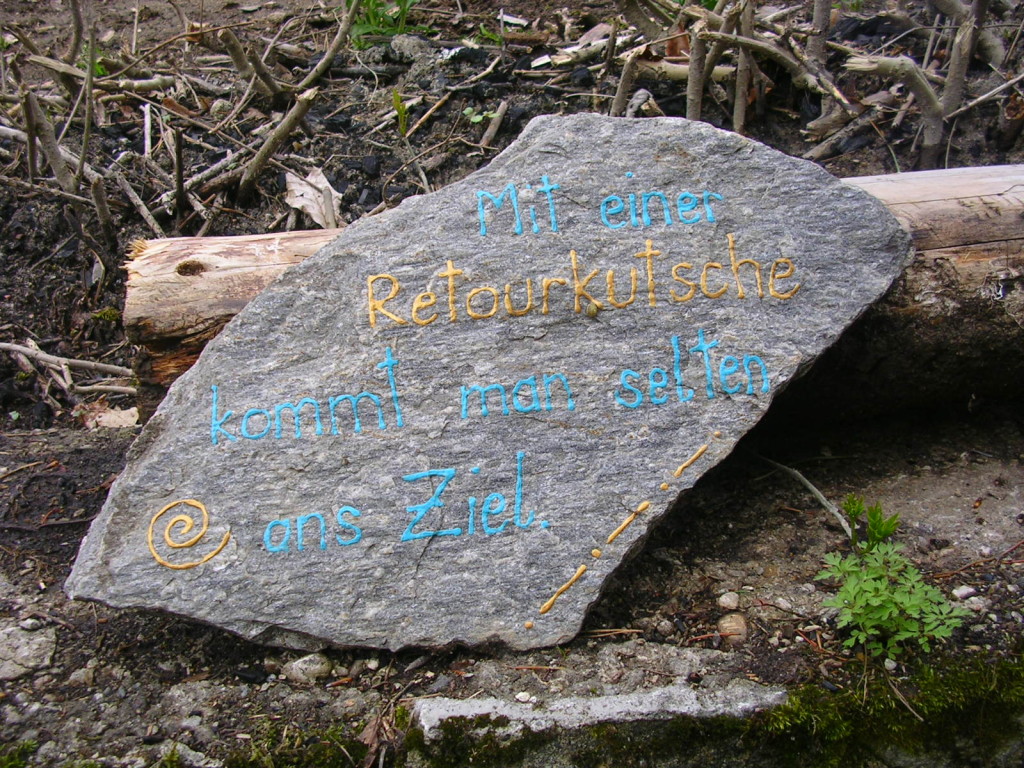 Mit einer
Retourkutsche
kommt man selten
ans Ziel.